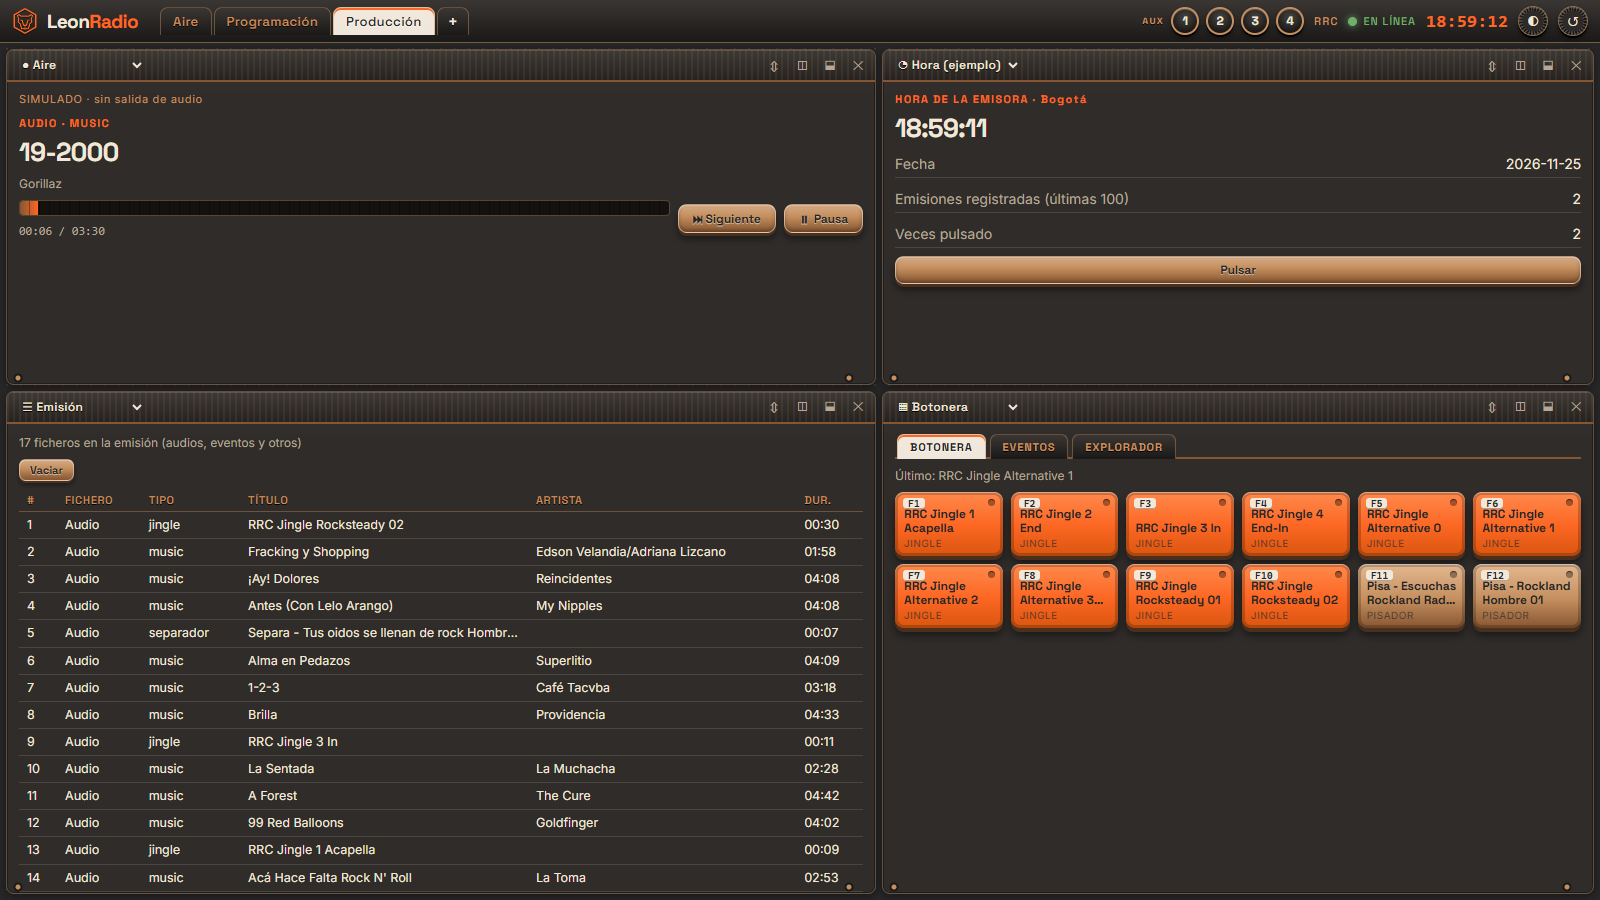 LeonRadio
Aire
Programación
Producción
+
AUX 1 2 3 4 RRC EN LÍNEA 18:59:12
Aire
SIMULADO · sin salida de audio
AUDIO · MUSIC
19-2000
Gorillaz
00:06 / 03:30
Siguiente
Pausa
Hora (ejemplo)
HORA DE LA EMISORA · Bogotá
18:59:11
Fecha 2026-11-25
Emisiones registradas (últimas 100) 2
Veces pulsado 2
Pulsar
Emisión
17 ficheros en la emisión (audios, eventos y otros)
Vaciar
# FICHERO TIPO TÍTULO ARTISTA DUR.
1 Audio jingle RRC Jingle Rocksteady 02 00:30
2 Audio music Fracking y Shopping Edson Velandia/Adriana Lizcano 01:58
3 Audio music ¡Ay! Dolores Reincidentes 04:08
4 Audio music Antes (Con Lelo Arango) My Nipples 04:08
5 Audio separador Separa - Tus oidos se llenan de rock Hombr... 00:07
6 Audio music Alma en Pedazos Superlitio 04:09
7 Audio music 1-2-3 Café Tacvba 03:18
8 Audio music Brilla Providencia 04:33
9 Audio jingle RRC Jingle 3 In 00:11
10 Audio music La Sentada La Muchacha 02:28
11 Audio music A Forest The Cure 04:42
12 Audio music 99 Red Balloons Goldfinger 04:02
13 Audio jingle RRC Jingle 1 Acapella 00:09
14 Audio music Acá Hace Falta Rock N' Roll La Toma 02:53
Botonera
BOTONERA
EVENTOS
EXPLORADOR
Último: RRC Jingle Alternative 1
F1
RRC Jingle 1
Acapella
JINGLE
F2
RRC Jingle 2
End
JINGLE
F3
RRC Jingle 3 In
JINGLE
F4
RRC Jingle 4
End-In
JINGLE
F5
RRC Jingle
Alternative 0
JINGLE
F6
RRC Jingle
Alternative 1
JINGLE
F7
RRC Jingle
Alternative 2
JINGLE
F8
RRC Jingle
Alternative 3...
JINGLE
F9
RRC Jingle
Rocksteady 01
JINGLE
F10
RRC Jingle
Rocksteady 02
JINGLE
F11
Pisa - Escuchas
Rockland Rad...
PISADOR
F12
Pisa - Rockland
Hombre 01
PISADOR